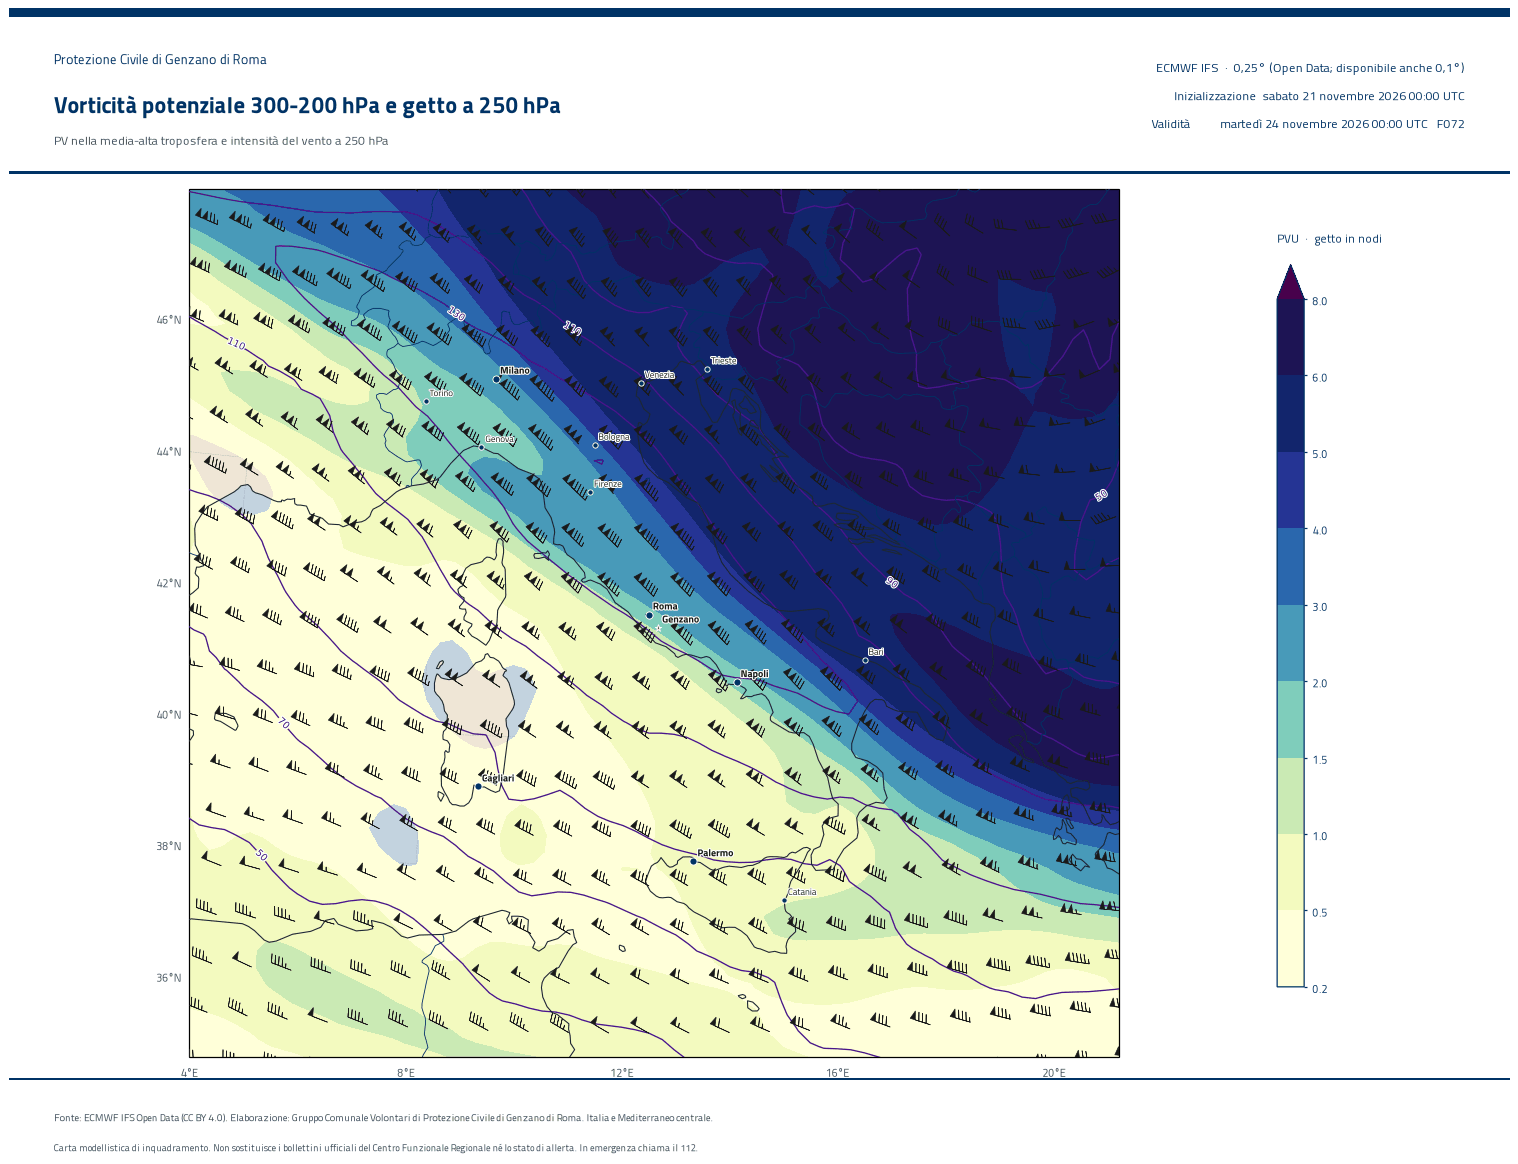 Protezione Civile di Genzano di Roma
Vorticità potenziale 300-200 hPa e getto a 250 hPa
PV nella media-alta troposfera e intensità del vento a 250 hPa
ECMWF IFS · 0,25° (Open Data; disponibile anche 0,1°)
Inizializzazione sabato 21 novembre 2026 00:00 UTC
Validità martedì 24 novembre 2026 00:00 UTC F072
PVU · getto in nodi
8.0
6.0
5.0
4.0
3.0
2.0
1.5
1.0
0.5
0.2
46°N
44°N
42°N
40°N
38°N
36°N
4°E
8°E
12°E
16°E
20°E
130
110
110
50
90
70
50
Milano
Torino
Trieste
Venezia
Genova
Bologna
Firenze
Roma
Genzano
Bari
Napoli
Cagliari
Palermo
Catania
Fonte: ECMWF IFS Open Data (CC BY 4.0). Elaborazione: Gruppo Comunale Volontari di Protezione Civile di Genzano di Roma. Italia e Mediterraneo centrale.
Carta modellistica di inquadramento. Non sostituisce i bollettini ufficiali del Centro Funzionale Regionale né lo stato di allerta. In emergenza chiama il 112.